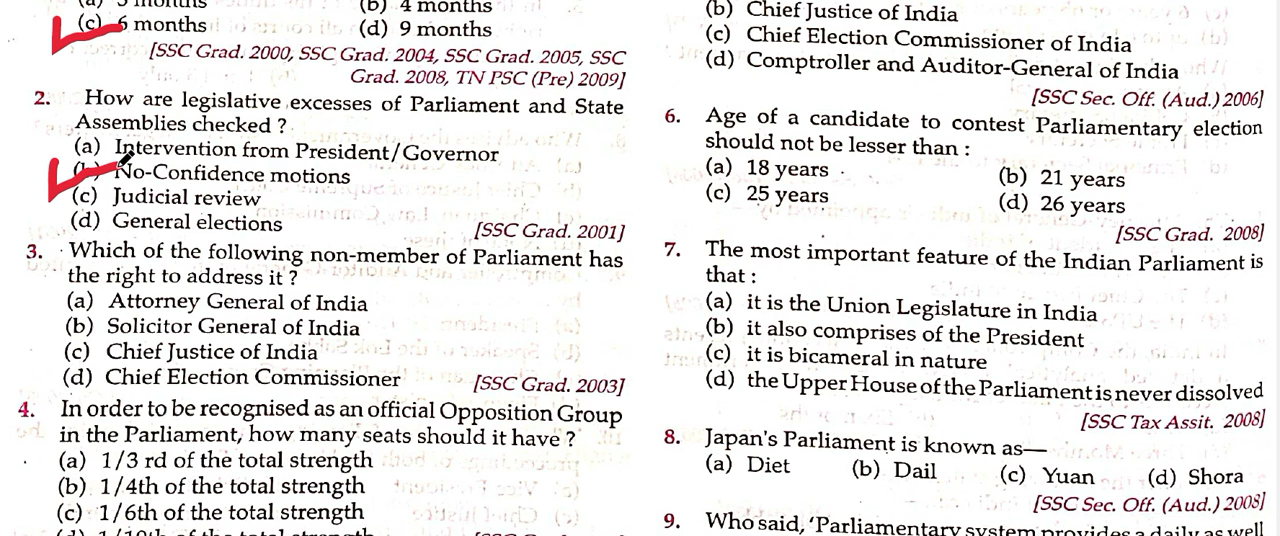 (a) 3 months (b) 4 months
(c) 6 months (d) 9 months
[SSC Grad. 2000, SSC Grad. 2004, SSC Grad. 2005, SSC
Grad. 2008, TN PSC (Pre) 2009]
2. How are legislative excesses of Parliament and State
Assemblies checked ?
(a) Intervention from President/Governor
(b) No-Confidence motions
(c) Judicial review
(d) General elections [SSC Grad. 2001]
3. Which of the following non-member of Parliament has
the right to address it ?
(a) Attorney General of India
(b) Solicitor General of India
(c) Chief Justice of India
(d) Chief Election Commissioner [SSC Grad. 2003]
4. In order to be recognised as an official Opposition Group
in the Parliament, how many seats should it have ?
(a) 1/3 rd of the total strength
(b) 1/4th of the total strength
(c) 1/6th of the total strength
(d) 1/10th of the total strength
(b) Chief Justice of India
(c) Chief Election Commissioner of India
(d) Comptroller and Auditor-General of India
[SSC Sec. Off. (Aud.) 2006]
6. Age of a candidate to contest Parliamentary election
should not be lesser than :
(a) 18 years (b) 21 years
(c) 25 years (d) 26 years
[SSC Grad. 2008]
7. The most important feature of the Indian Parliament is
that :
(a) it is the Union Legislature in India
(b) it also comprises of the President
(c) it is bicameral in nature
(d) the Upper House of the Parliament is never dissolved
[SSC Tax Assit. 2008]
8. Japan's Parliament is known as—
(a) Diet (b) Dail (c) Yuan (d) Shora
[SSC Sec. Off. (Aud.) 2008]
9. Who said, 'Parliamentary system provides a daily as well